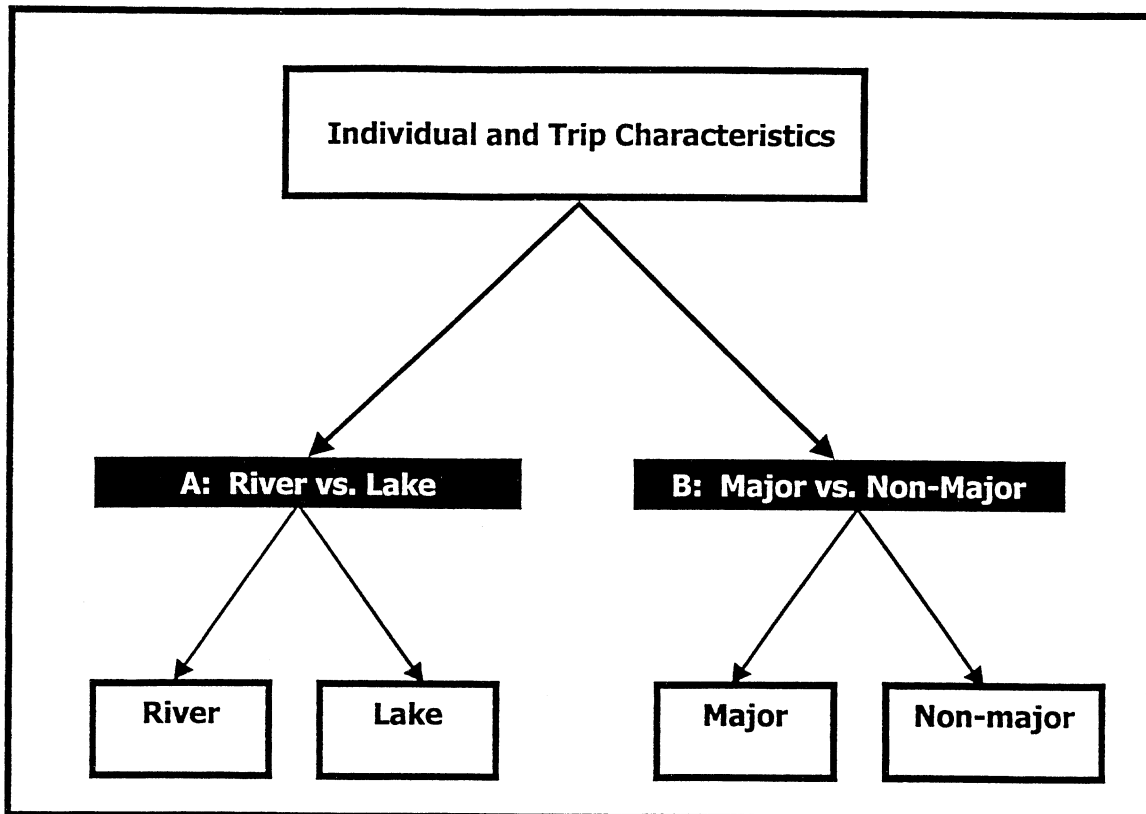 Individual and Trip Characteristics
A: River vs. Lake
B: Major vs. Non-Major
River
Lake
Major
Non-major